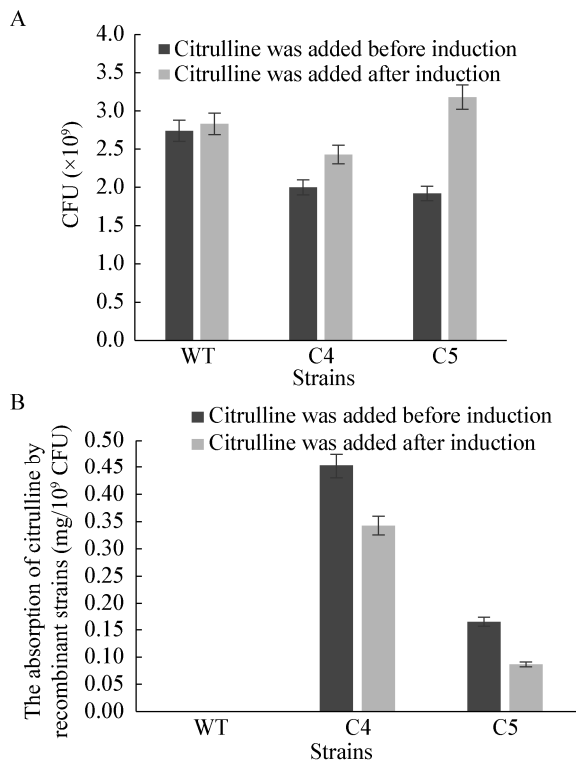 A
Citrulline was added before induction
Citrulline was added after induction
CFU (×10⁹)
4.0
3.5
3.0
2.5
2.0
1.5
1.0
0.5
0.0
WT C4 C5
Strains
B
Citrulline was added before induction
Citrulline was added after induction
The absorption of citrulline by
recombinant strains (mg/10⁹ CFU)
0.50
0.45
0.40
0.35
0.30
0.25
0.20
0.15
0.10
0.05
0.00
WT C4 C5
Strains